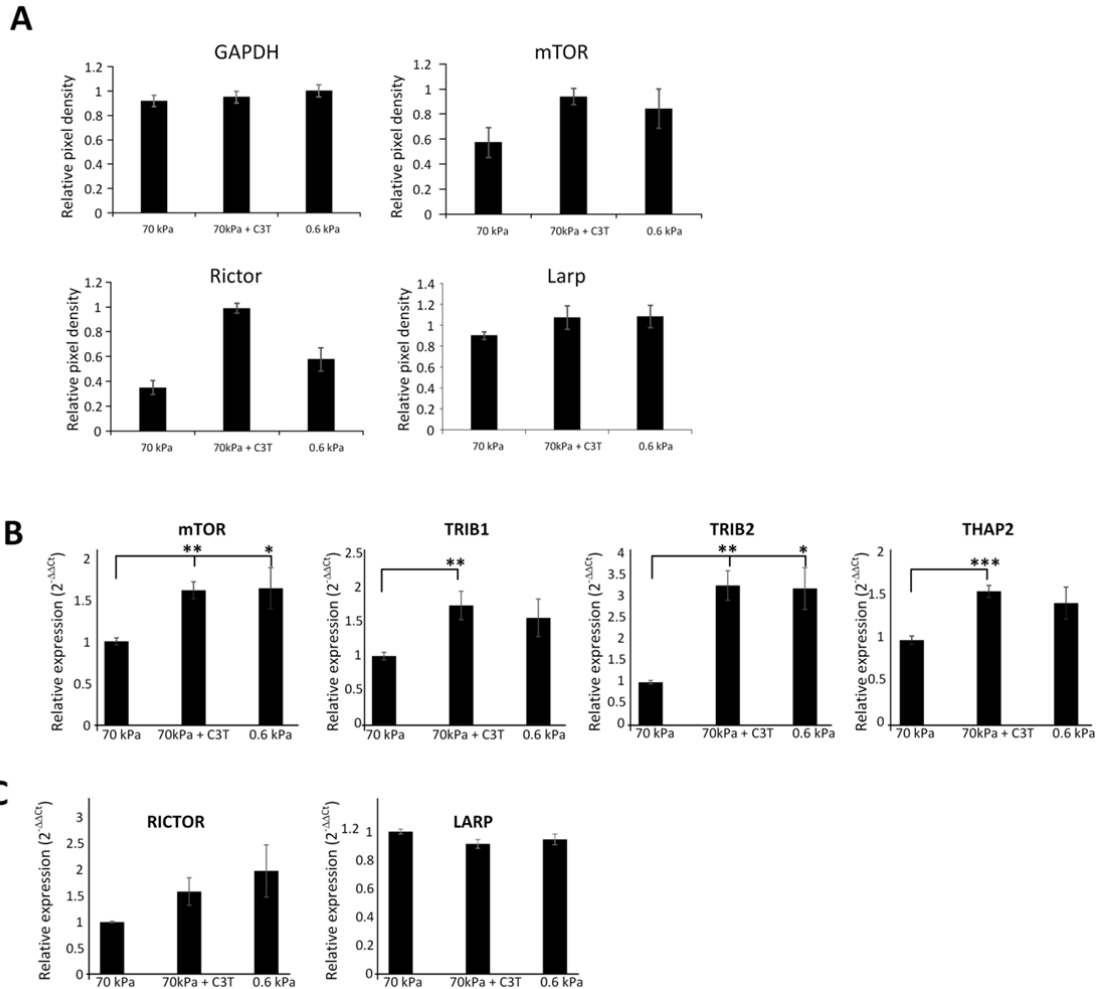 A
GAPDH
Relative pixel density
1.2
1
0.8
0.6
0.4
0.2
0
70 kPa
70kPa + C3T
0.6 kPa
mTOR
Relative pixel density
1.2
1
0.8
0.6
0.4
0.2
0
70 kPa
70kPa + C3T
0.6 kPa
Rictor
Relative pixel density
1.2
1
0.8
0.6
0.4
0.2
0
70 kPa
70kPa + C3T
0.6 kPa
Larp
Relative pixel density
1.4
1.2
1
0.8
0.6
0.4
0.2
0
70 kPa
70kPa + C3T
0.6 kPa
B
mTOR
Relative expression (2^-ΔΔCt)
2
1.5
1
0.5
0
** *
70 kPa
70kPa + C3T
0.6 kPa
TRIB1
Relative expression (2^-ΔΔCt)
2.5
2
1.5
1
0.5
0
**
70 kPa
70kPa + C3T
0.6 kPa
TRIB2
Relative expression (2^-ΔΔCt)
4
3.5
3
2.5
2
1.5
1
0.5
0
** *
70 kPa
70kPa + C3T
0.6 kPa
THAP2
Relative expression (2^-ΔΔCt)
2
1.5
1
0.5
0
***
70 kPa
70kPa + C3T
0.6 kPa
C
RICTOR
Relative expression (2^-ΔΔCt)
3
2.5
2
1.5
1
0.5
0
70 kPa
70kPa + C3T
0.6 kPa
LARP
Relative expression (2^-ΔΔCt)
1.2
1
0.8
0.6
0.4
0.2
0
70 kPa
70kPa + C3T
0.6 kPa